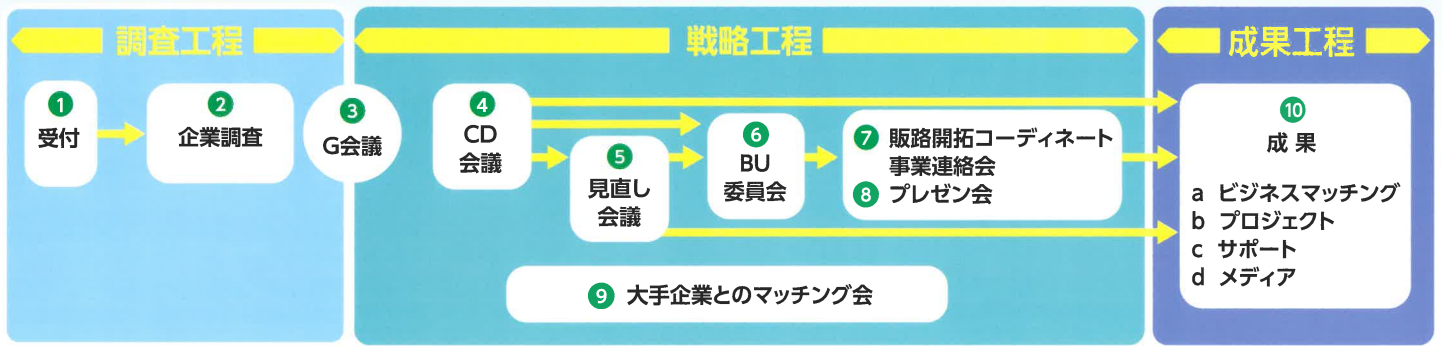 調査工程
戦略工程
成果工程
1
受付
2
企業調査
3
G会議
4
CD
会議
5
見直し
会議
6
BU
委員会
7 販路開拓コーディネート
事業連絡会
8 プレゼン会
9 大手企業とのマッチング会
10
成果
a ビジネスマッチング
b プロジェクト
c サポート
d メディア